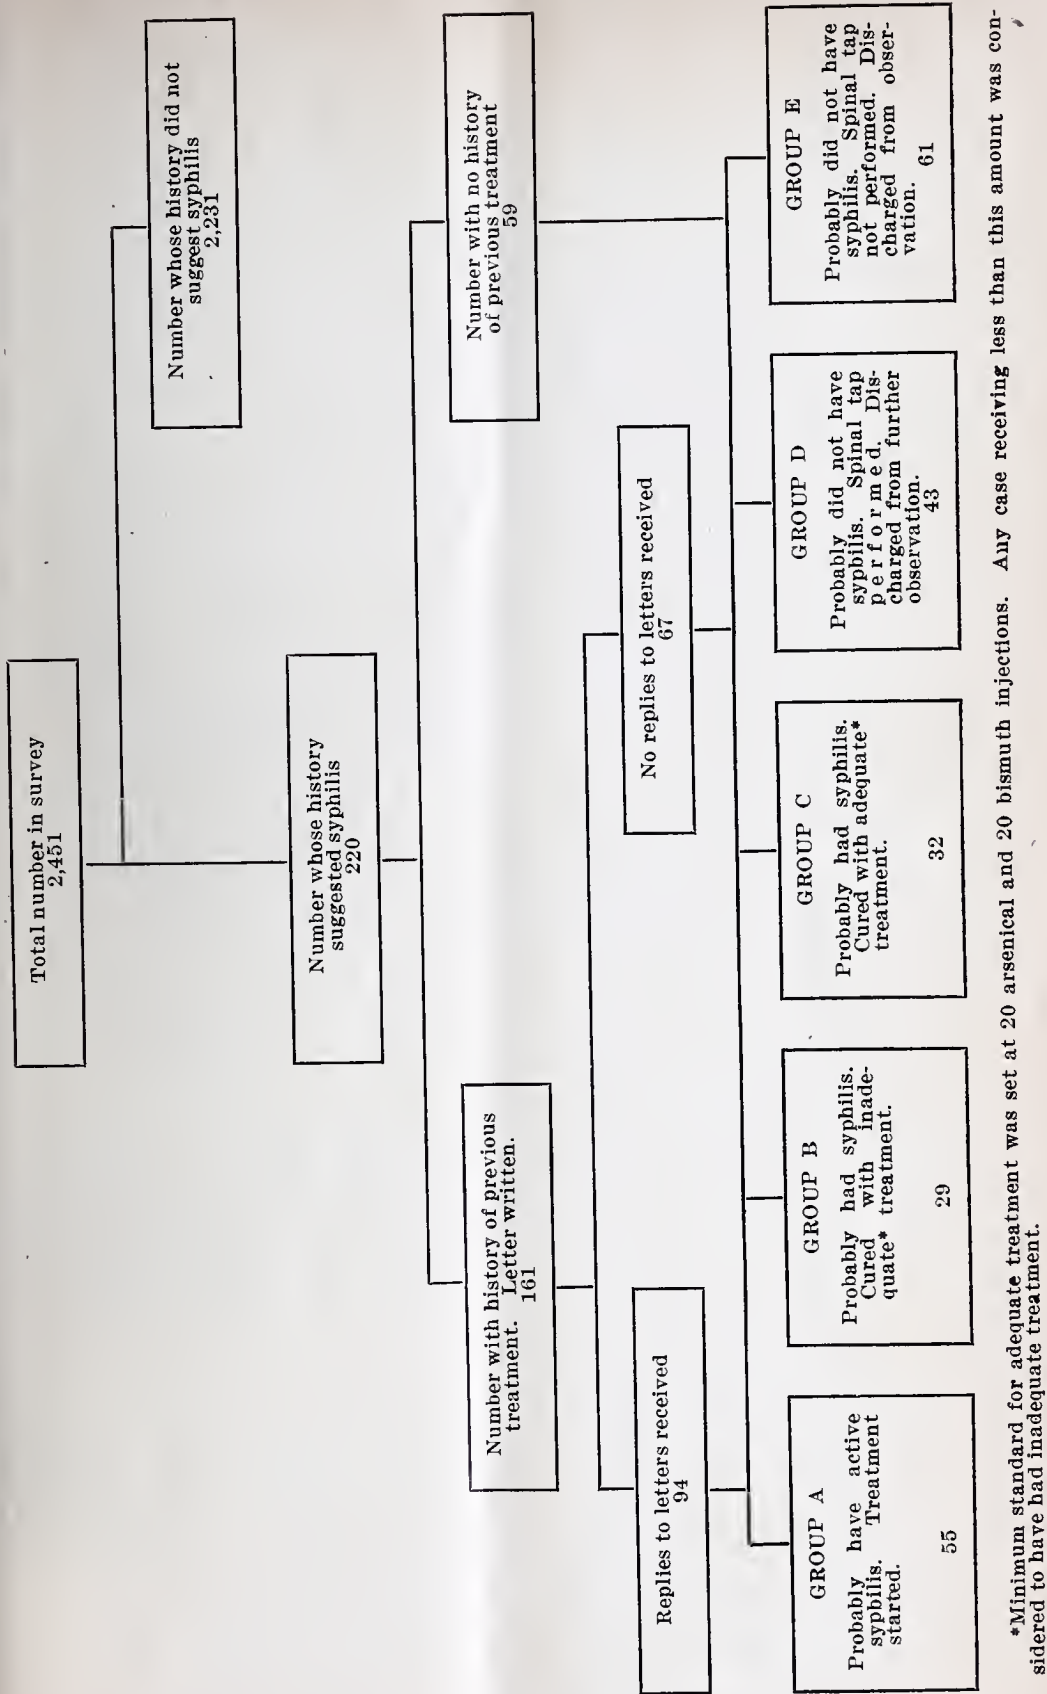 Total number in survey
2,451
Number whose history did not
suggest syphilis
2,231
Number whose history
suggested syphilis
220
Number with history of previous
treatment. Letter written.
161
Number with no history
of previous treatment
59
Replies to letters received
94
No replies to letters received
67
GROUP A
Probably have active
syphilis. Treatment
started.
55
GROUP B
Probably had syphilis.
Cured with inade-
quate* treatment.
29
GROUP C
Probably had syphilis.
Cured with adequate*
treatment.
32
GROUP D
Probably did not have
syphilis. Spinal tap
performed. Dis-
charged from further
observation.
43
GROUP E
Probably did not have
syphilis. Spinal tap
not performed. Dis-
charged from obser-
vation.
61
*Minimum standard for adequate treatment was set at 20 arsenical and 20 bismuth injections. Any case receiving less than this amount was con-
sidered to have had inadequate treatment.